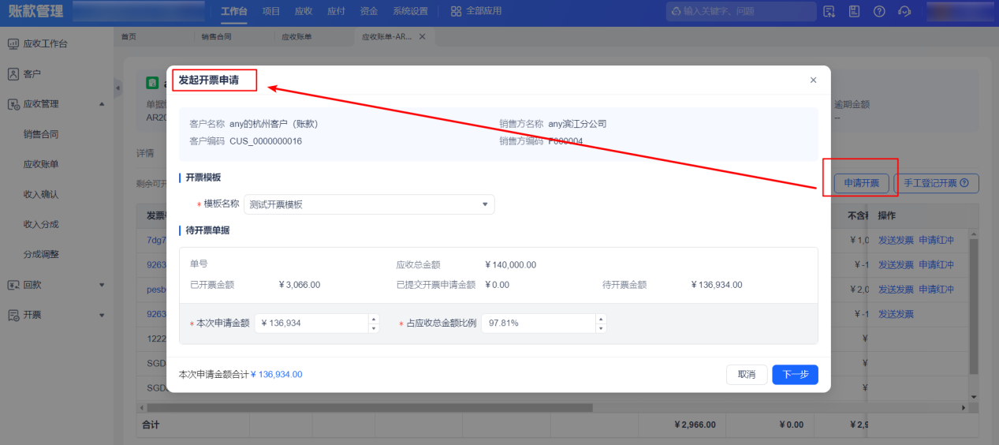 账款管理 工作台 项目 应收 应付 资金 系统设置 全部应用 输入关键字、问题
应收工作台 首页 销售合同 应收账单 应收账单-AR...
客户
应收管理
销售合同
应收账单
收入确认
收入分成
分成调整
回款
开票
发起开票申请
客户名称 any的杭州客户（账款） 销售方名称 any滨江分公司
客户编码 CUS_0000000016 销售方编码
开票模板
*模板名称 测试开票模板
待开票单据
单号 应收总金额 ￥140,000.00
已开票金额 ￥3,066.00 已提交开票申请金额 ￥0.00 待开票金额 ￥136,934.00
*本次申请金额 ￥136,934 *占应收总金额比例 97.81%
本次申请金额合计￥136,934.00 取消 下一步
单据 逾期金额
AR20 --
详情
剩余可开 申请开票 手工登记开票
发票 不含 操作
7dg7 ￥1,0 发送发票 申请红冲
9263 ￥-1 发送发票 申请红冲
pesb ￥2,0 发送发票 申请红冲
9263 ￥-1 发送发票
1222 ￥
SGD ￥
SGD ￥
合计 ￥2,966.00 ￥0.00 ￥2,9